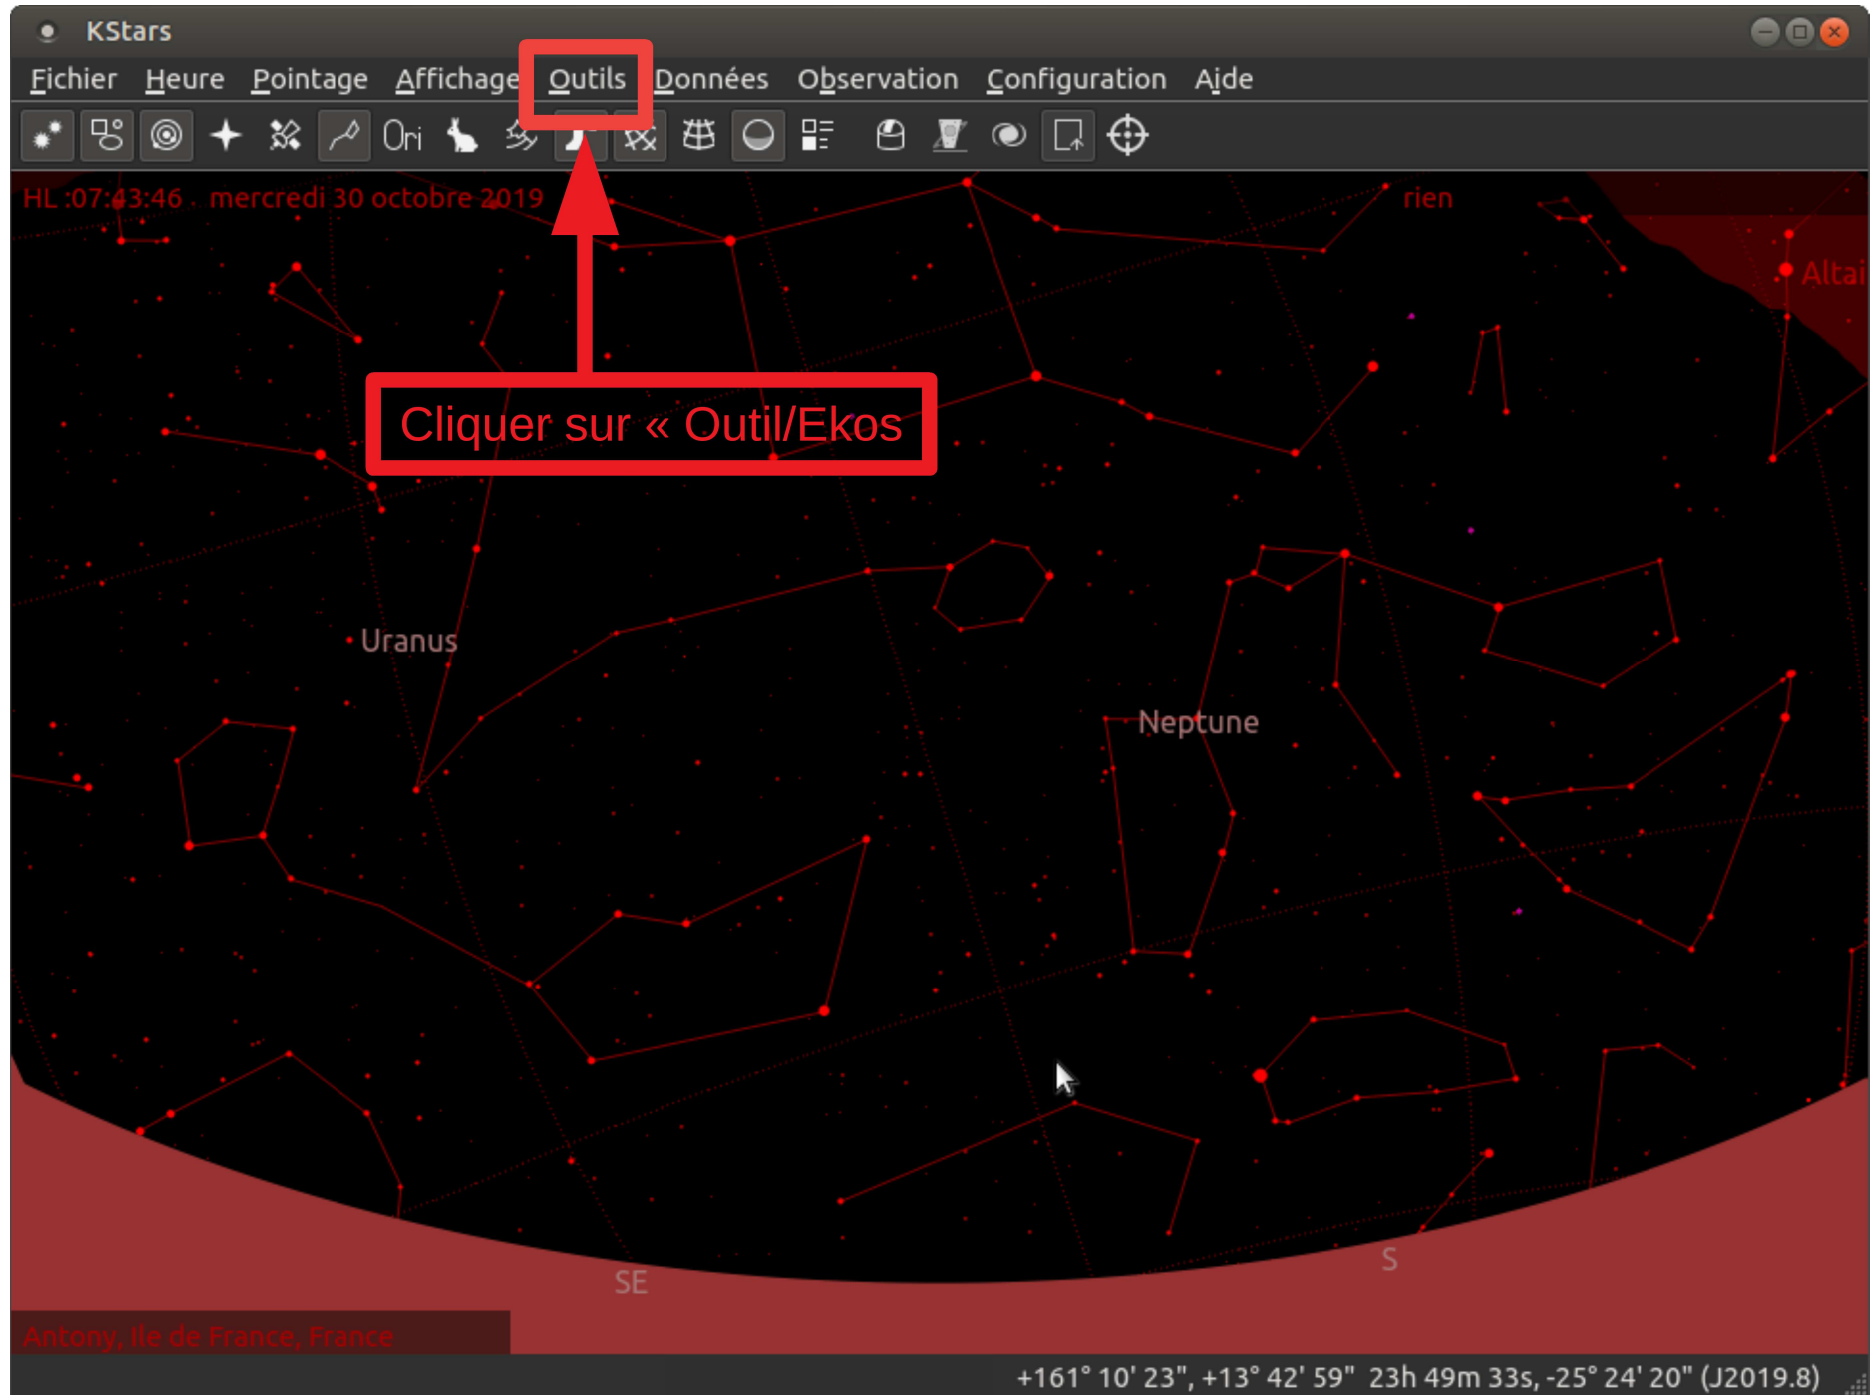 KStars
Fichier Heure Pointage Affichage Outils Données Observation Configuration Aide
Ori
HL :07:43:46 mercredi 30 octobre 2019
rien
Altai
Cliquer sur « Outil/Ekos
Uranus
Neptune
S
SE
Antony, Ile de France, France
+161° 10' 23", +13° 42' 59" 23h 49m 33s, -25° 24' 20" (J2019.8)